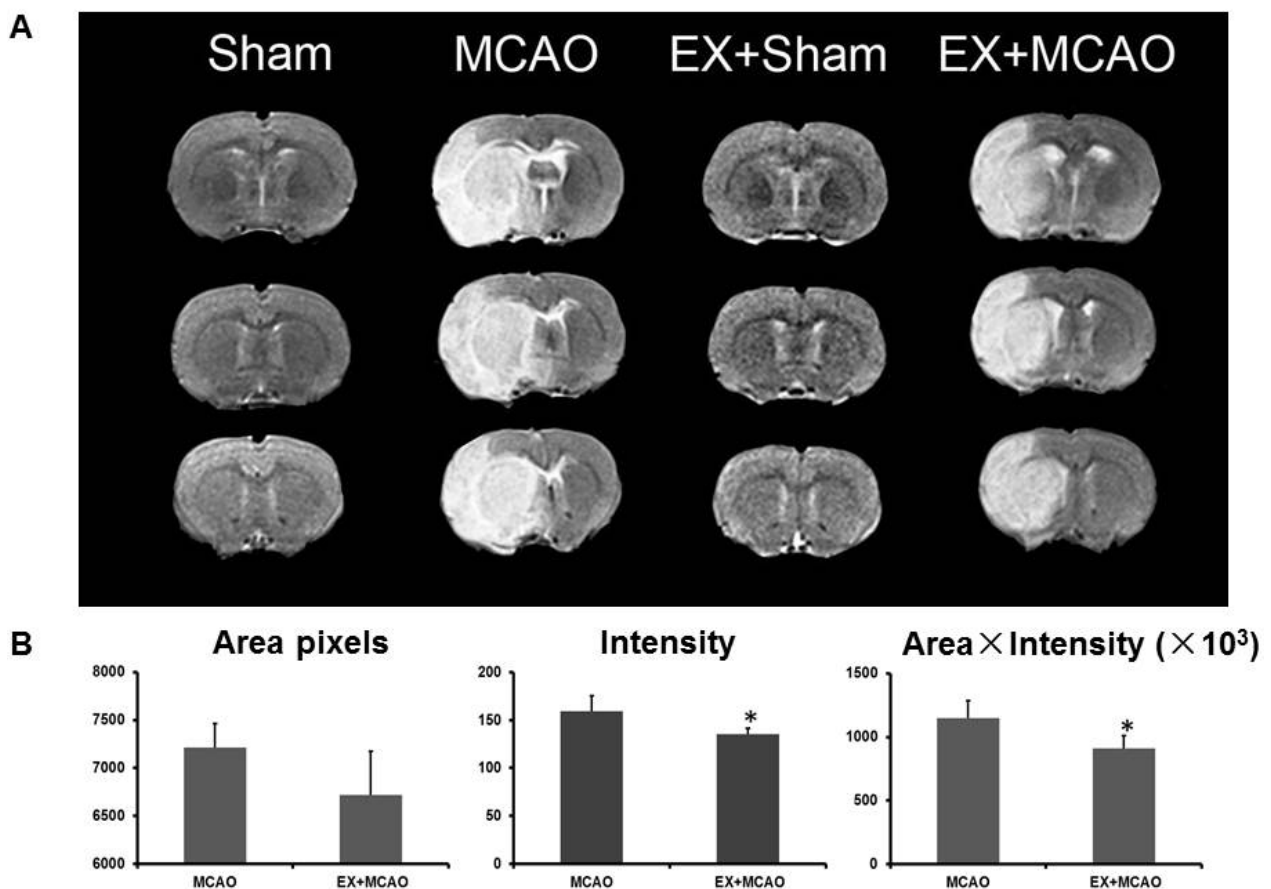 A
Sham MCAO EX+Sham EX+MCAO
B
Area pixels
8000
7500
7000
6500
6000
MCAO EX+MCAO
Intensity
200
150
100
50
0
*
MCAO EX+MCAO
Area×Intensity (×10³)
1500
1000
500
0
*
MCAO EX+MCAO